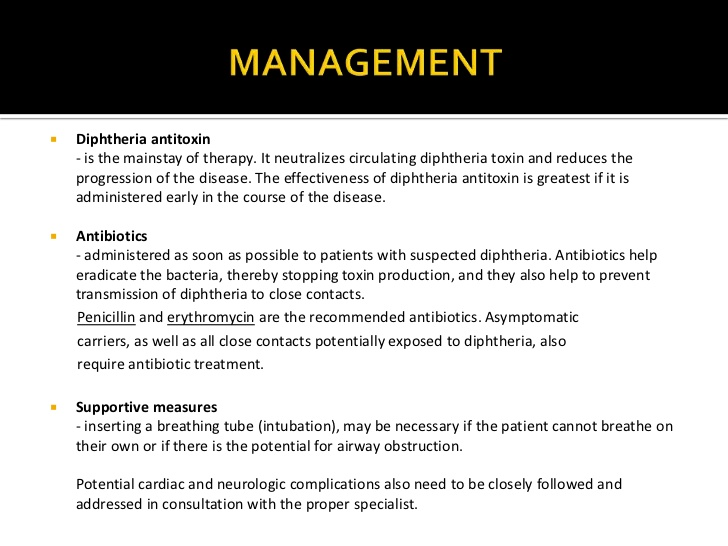 MANAGEMENT
Diphtheria antitoxin
- is the mainstay of therapy. It neutralizes circulating diphtheria toxin and reduces the
progression of the disease. The effectiveness of diphtheria antitoxin is greatest if it is
administered early in the course of the disease.
Antibiotics
- administered as soon as possible to patients with suspected diphtheria. Antibiotics help
eradicate the bacteria, thereby stopping toxin production, and they also help to prevent
transmission of diphtheria to close contacts.
Penicillin and erythromycin are the recommended antibiotics. Asymptomatic
carriers, as well as all close contacts potentially exposed to diphtheria, also
require antibiotic treatment.
Supportive measures
- inserting a breathing tube (intubation), may be necessary if the patient cannot breathe on
their own or if there is the potential for airway obstruction.
Potential cardiac and neurologic complications also need to be closely followed and
addressed in consultation with the proper specialist.